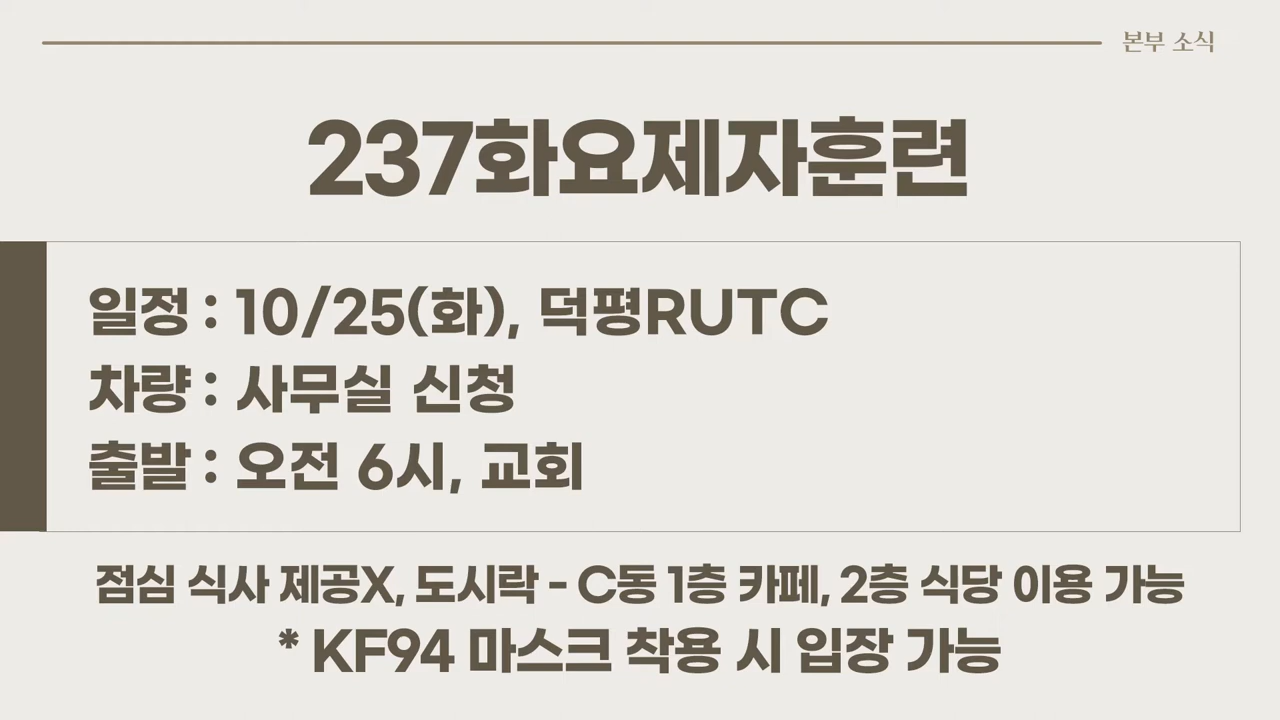 본부 소식
237화요제자훈련
일정 : 10/25(화), 덕평RUTC
차량 : 사무실 신청
출발 : 오전 6시, 교회
점심 식사 제공X, 도시락 - C동 1층 카페, 2층 식당 이용 가능
* KF94 마스크 착용 시 입장 가능